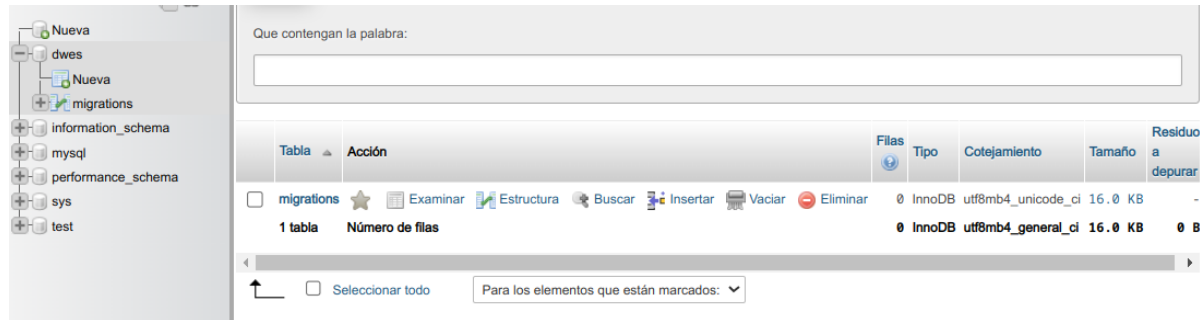 Nueva
dwes
Nueva
migrations
information_schema
mysql
performance_schema
sys
test
Que contengan la palabra:
Tabla Acción Filas Tipo Cotejamiento Tamaño Residuo a depurar
migrations Examinar Estructura Buscar Insertar Vaciar Eliminar 0 InnoDB utf8mb4_unicode_ci 16.0 KB -
1 tabla Número de filas 0 InnoDB utf8mb4_general_ci 16.0 KB 0 B
Seleccionar todo Para los elementos que están marcados: